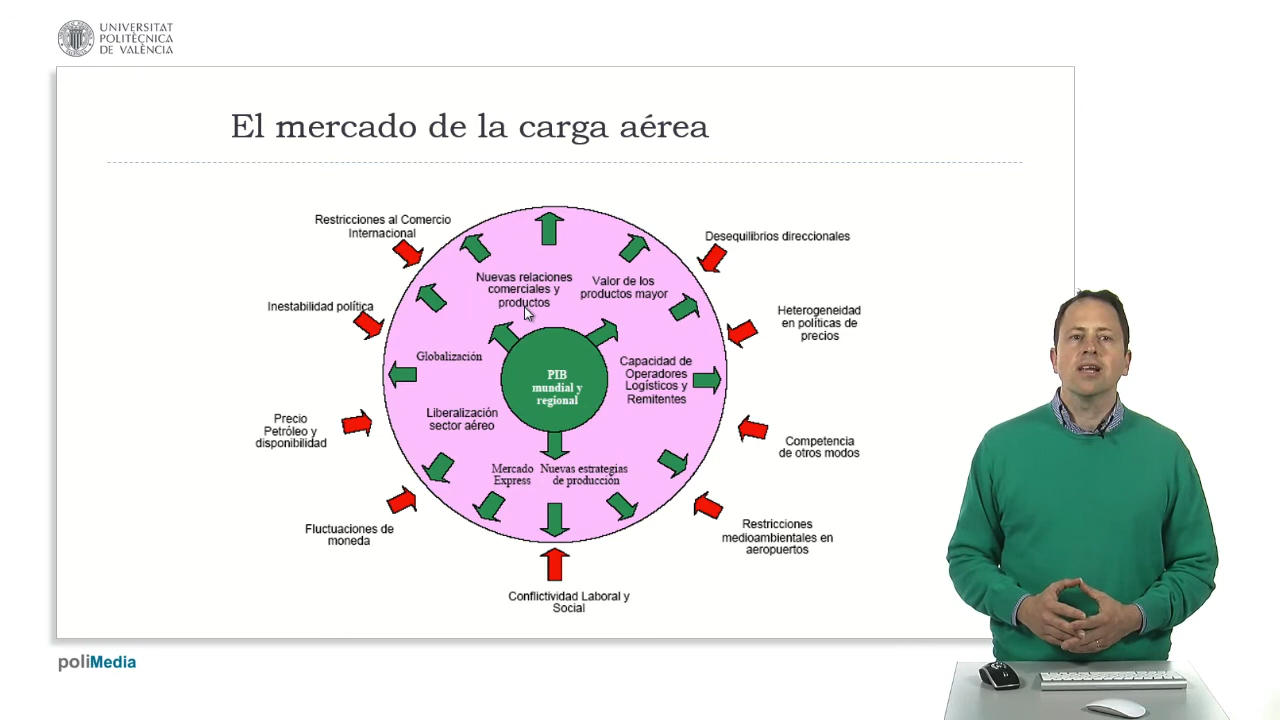 UNIVERSITAT
POLITÈCNICA
DE VALÈNCIA
El mercado de la carga aérea
Restricciones al Comercio
Internacional
Desequilibrios direccionales
Nuevas relaciones
comerciales y
productos
Valor de los
productos mayor
Inestabilidad política
Heterogeneidad
en políticas de
precios
Globalización
PIB
mundial y
regional
Capacidad de
Operadores
Logísticos y
Remitentes
Precio
Petróleo y
disponibilidad
Liberalización
sector aéreo
Competencia
de otros modos
Mercado
Express
Nuevas estrategias
de producción
Fluctuaciones de
moneda
Restricciones
medioambientales en
aeropuertos
Conflictividad Laboral y
Social
poliMedia